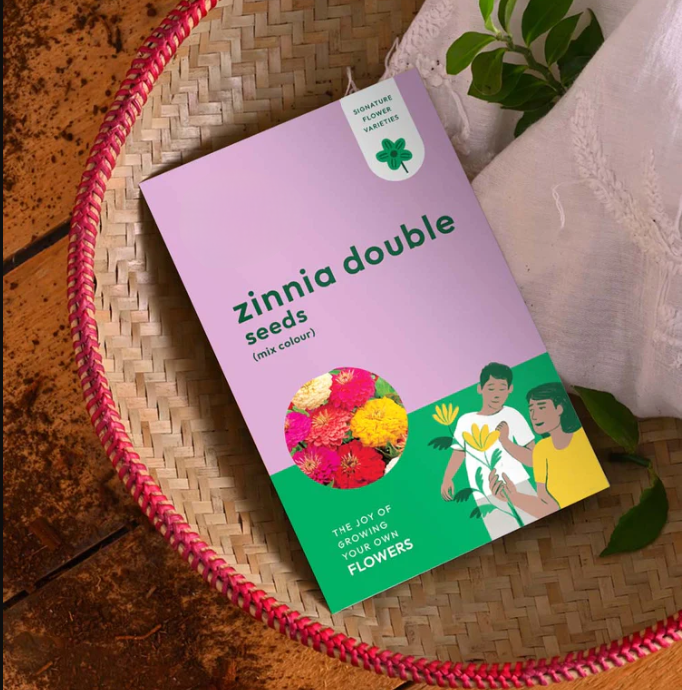 SIGNATURE
FLOWER
VARIETIES
zinnia double
seeds
(mix colour)
THE JOY OF
GROWING
YOUR OWN
FLOWERS